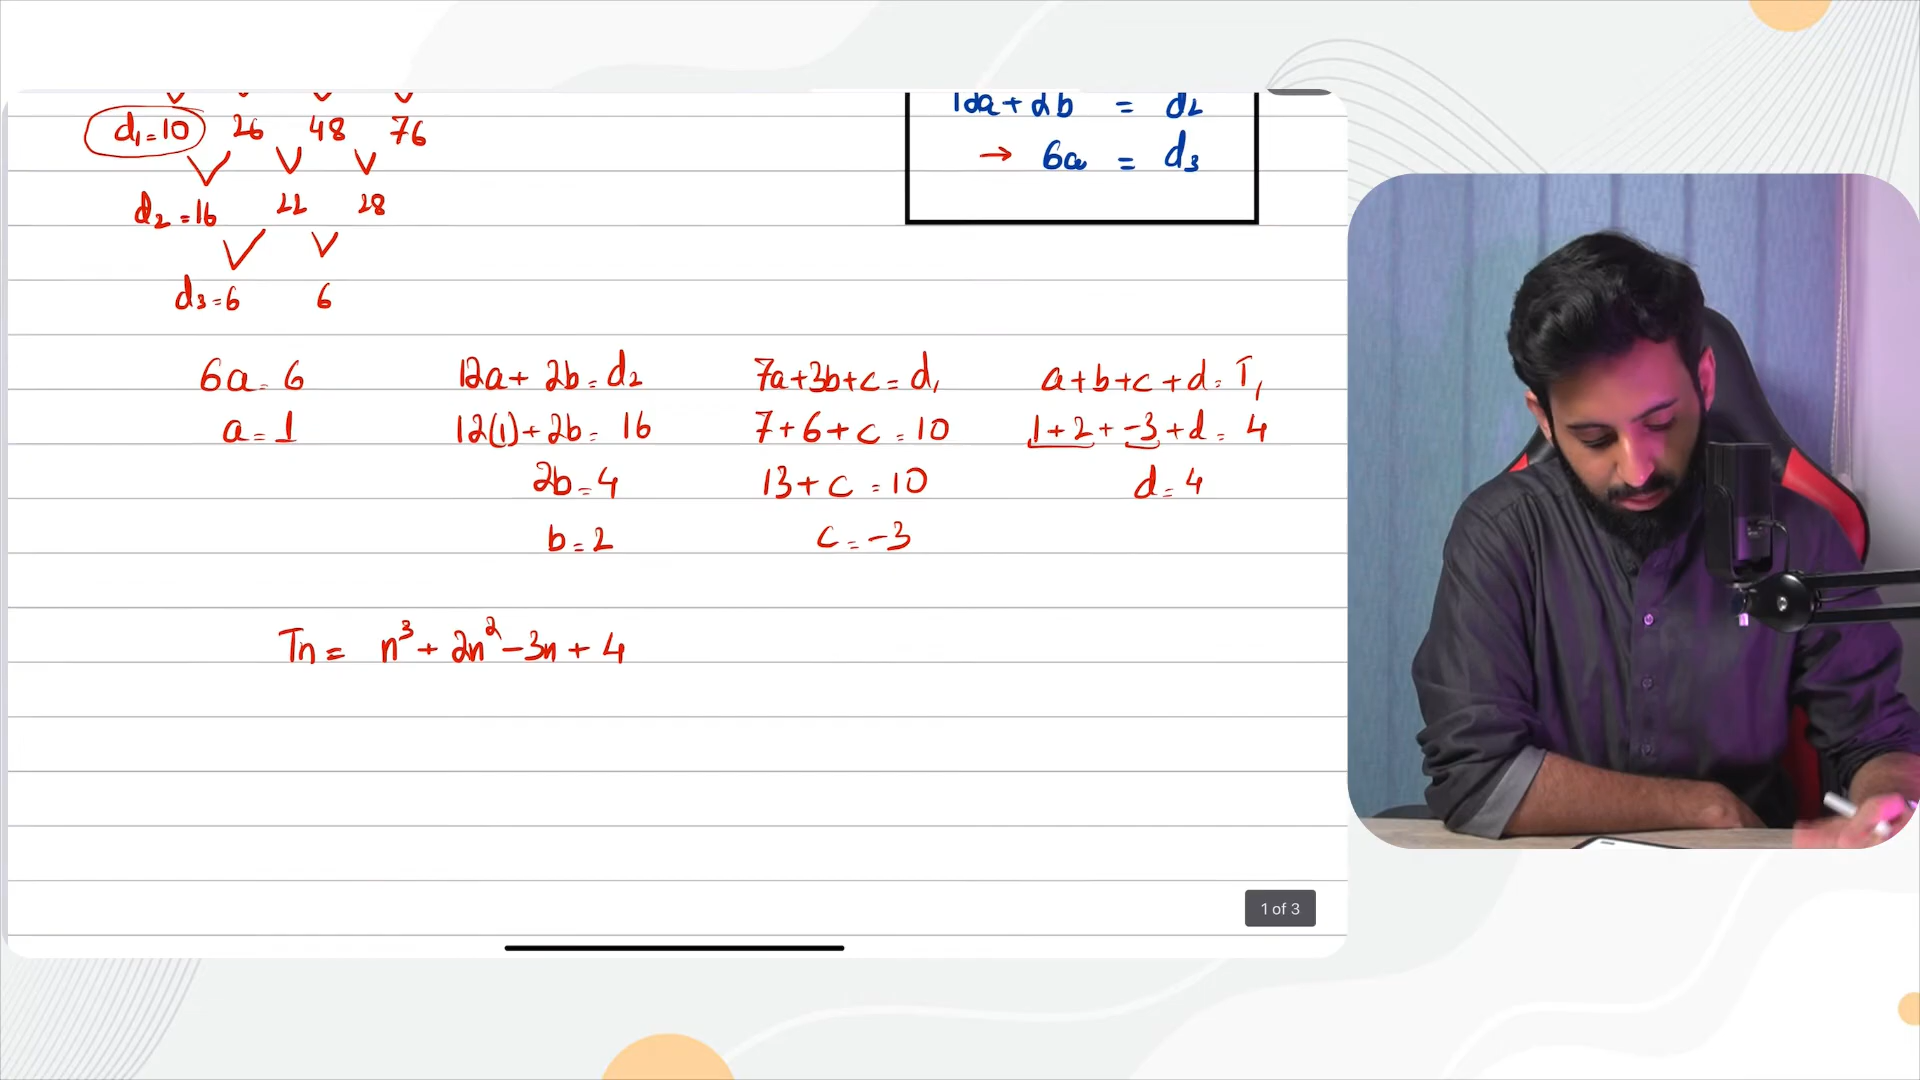 12a + 2b = d₂
→ 6a = d₃
d₁=10 26 48 76
d₂=16 22 28
d₃=6 6
6a=6 12a+ 2b=d₂ 7a+3b+c=d₁ a+b+c+d=T₁
a=1 12(1)+2b=16 7+6+c=10 1+2+-3+d=4
2b=4 13+c=10 d=4
b=2 c=-3
Tn= n³+2n²-3n+4
1 of 3